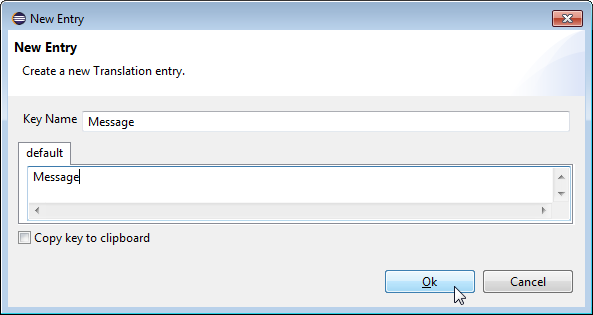 New Entry
New Entry
Create a new Translation entry.
Key Name Message
default
Message
Copy key to clipboard
Ok Cancel